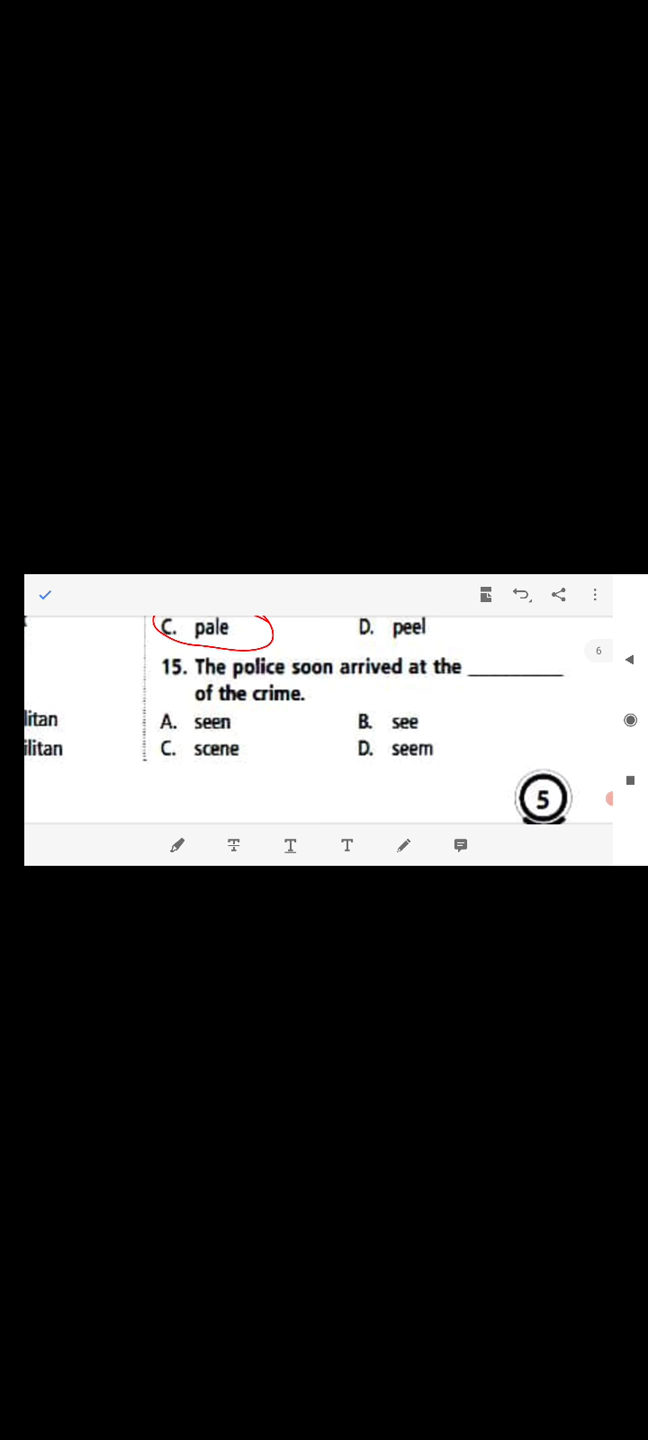 C. pale D. peel
6
15. The police soon arrived at the __________
of the crime.
litan A. seen B. see
ilitan C. scene D. seem
5